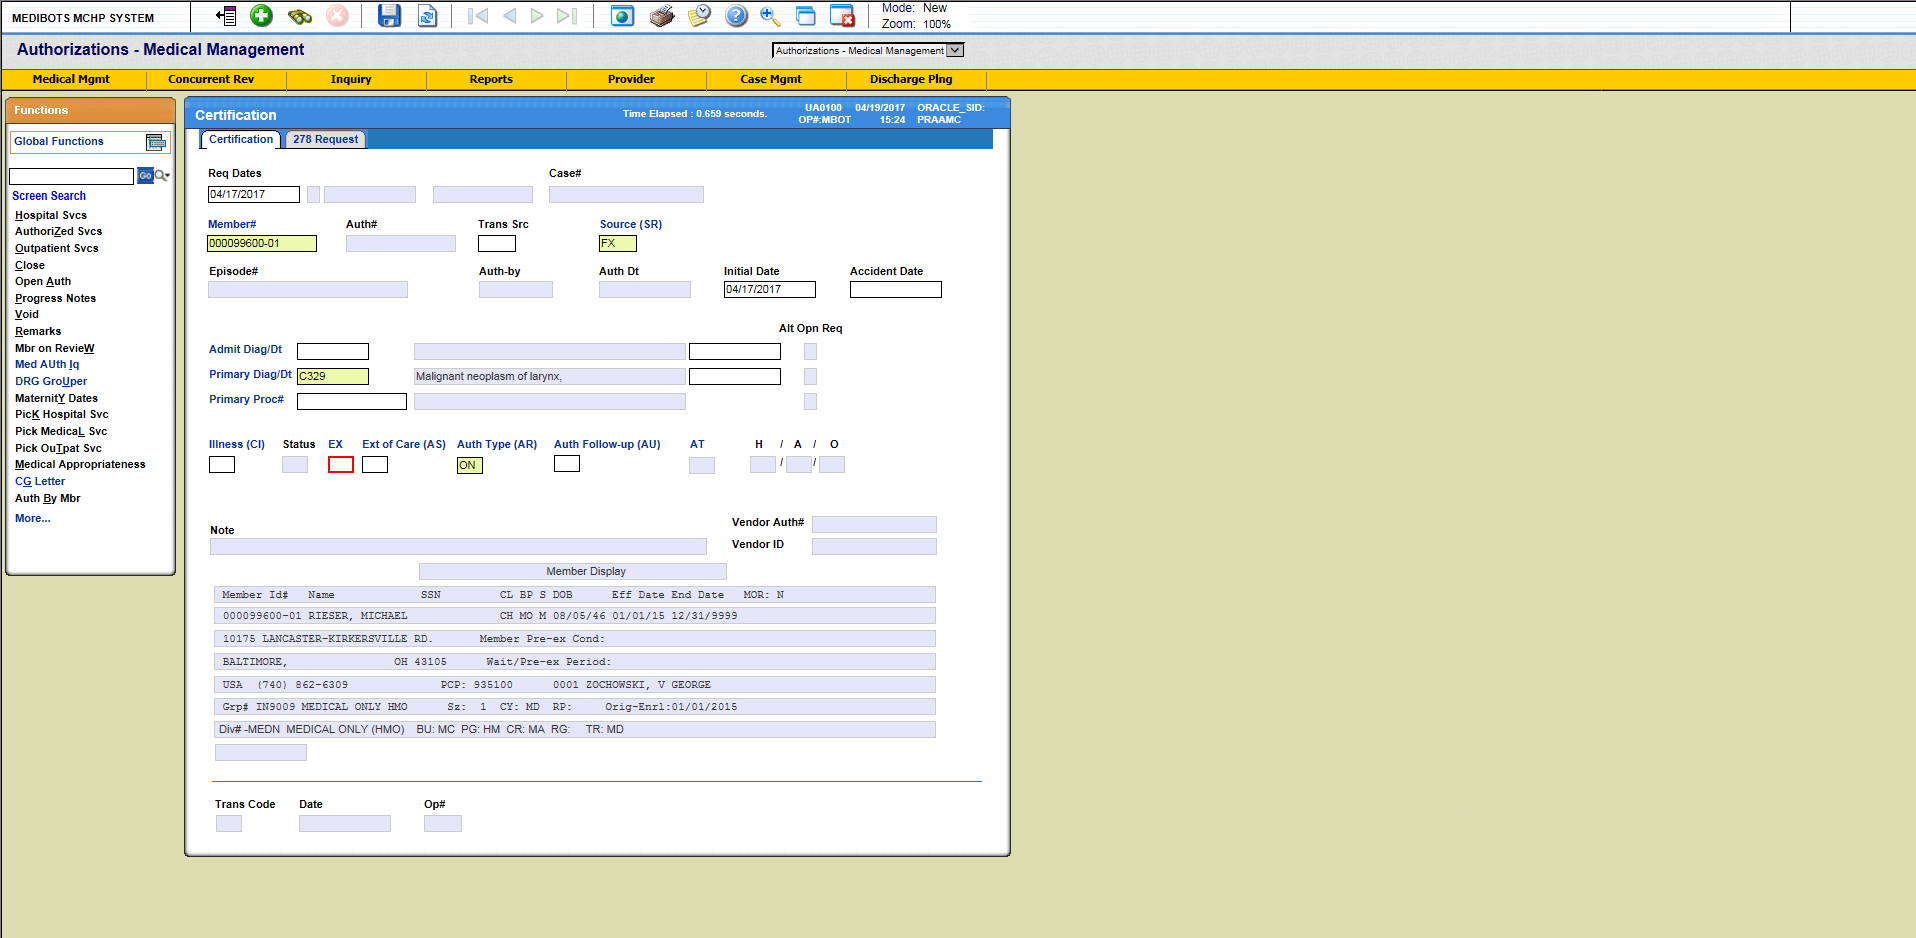 MEDIBOTS MCHP SYSTEM
Mode: New
Zoom: 100%
Authorizations - Medical Management
Authorizations - Medical Management
Medical Mgmt Concurrent Rev Inquiry Reports Provider Case Mgmt Discharge Plng
Functions
Global Functions
Go
Screen Search
Hospital Svcs
AuthoriZed Svcs
Outpatient Svcs
Close
Open Auth
Progress Notes
Void
Remarks
Mbr on RevieW
Med AUth Iq
DRG GroUper
MaternitY Dates
PicK Hospital Svc
Pick MedicaL Svc
Pick OuTpat Svc
Medical Appropriateness
CG Letter
Auth By Mbr
More...
Certification
Time Elapsed : 0.659 seconds.
UA0100 04/19/2017 ORACLE_SID:
OP#:MBOT 15:24 PRAAMC
Certification 278 Request
Req Dates Case#
04/17/2017
Member# Auth# Trans Src Source (SR)
000099600-01 FX
Episode# Auth-by Auth Dt Initial Date Accident Date
04/17/2017
Alt Opn Req
Admit Diag/Dt
Primary Diag/Dt C329 Malignant neoplasm of larynx,
Primary Proc#
Illness (CI) Status EX Ext of Care (AS) Auth Type (AR) Auth Follow-up (AU) AT H / A / O
ON / /
Vendor Auth#
Note
Vendor ID
Member Display
Member Id# Name SSN CL BP S DOB Eff Date End Date MOR: N
000099600-01 RIESER, MICHAEL CH MO M 08/05/46 01/01/15 12/31/9999
10175 LANCASTER-KIRKERSVILLE RD. Member Pre-ex Cond:
BALTIMORE, OH 43105 Wait/Pre-ex Period:
USA (740) 862-6309 PCP: 935100 0001 ZOCHOWSKI, V GEORGE
Grp# IN9009 MEDICAL ONLY HMO Sz: 1 CY: MD RP: Orig-Enrl:01/01/2015
Div# -MEDN MEDICAL ONLY (HMO) BU: MC PG: HM CR: MA RG: TR: MD
Trans Code Date Op#